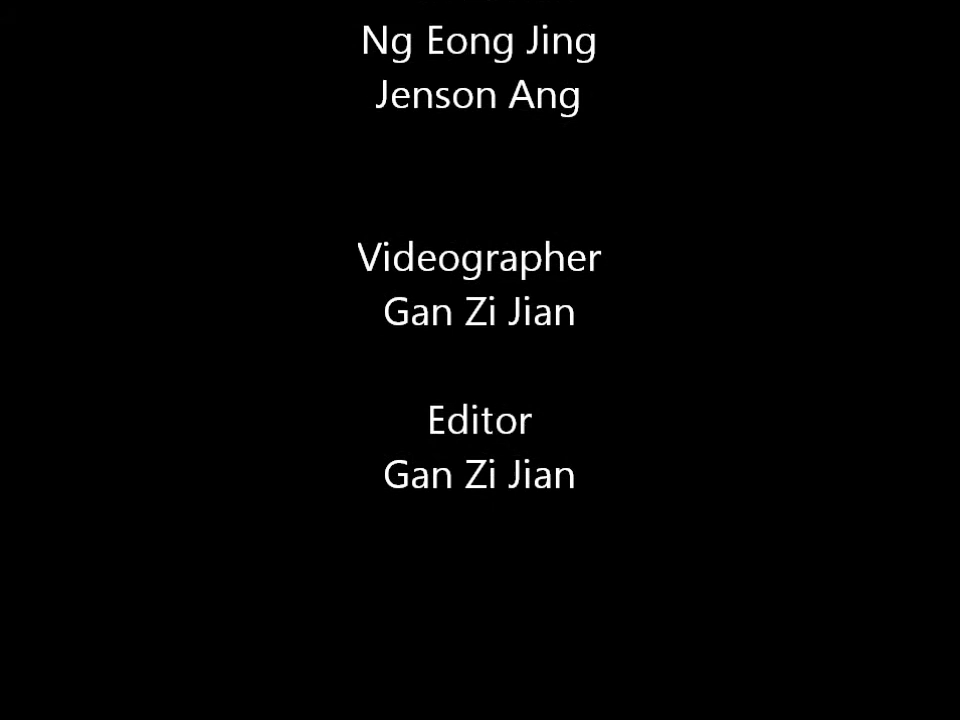 Ng Eong Jing
Jenson Ang
Videographer
Gan Zi Jian
Editor
Gan Zi Jian